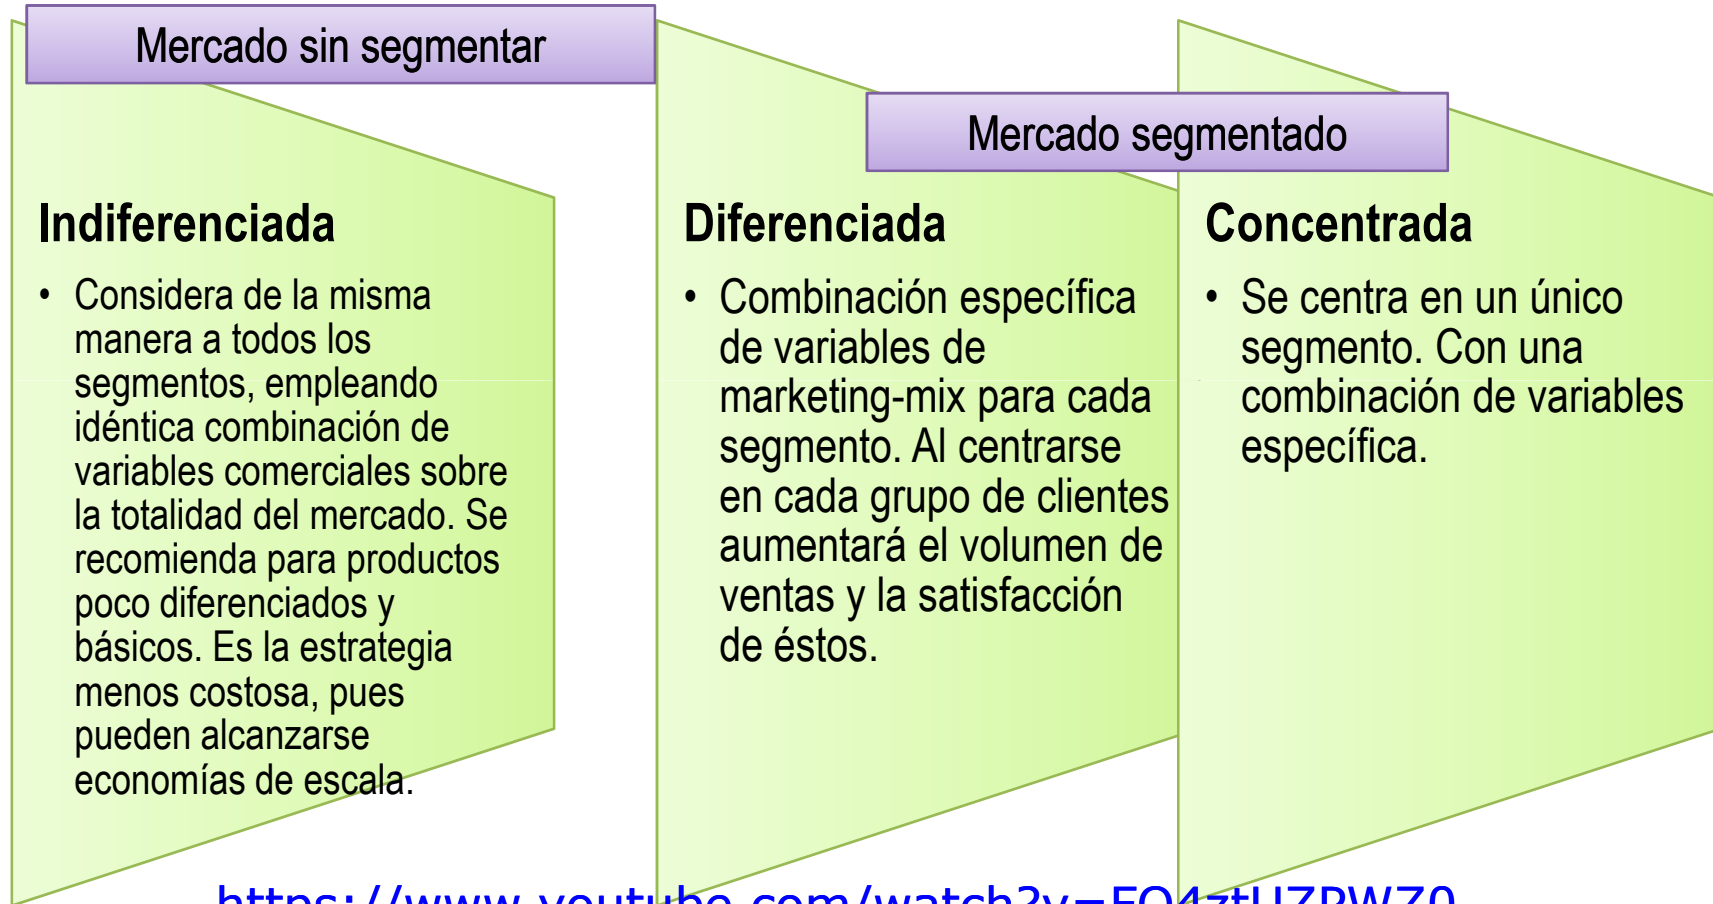 Mercado sin segmentar
Mercado segmentado
Indiferenciada
• Considera de la misma
manera a todos los
segmentos, empleando
idéntica combinación de
variables comerciales sobre
la totalidad del mercado. Se
recomienda para productos
poco diferenciados y
básicos. Es la estrategia
menos costosa, pues
pueden alcanzarse
economías de escala.
Diferenciada
• Combinación específica
de variables de
marketing-mix para cada
segmento. Al centrarse
en cada grupo de clientes
aumentará el volumen de
ventas y la satisfacción
de éstos.
Concentrada
• Se centra en un único
segmento. Con una
combinación de variables
específica.